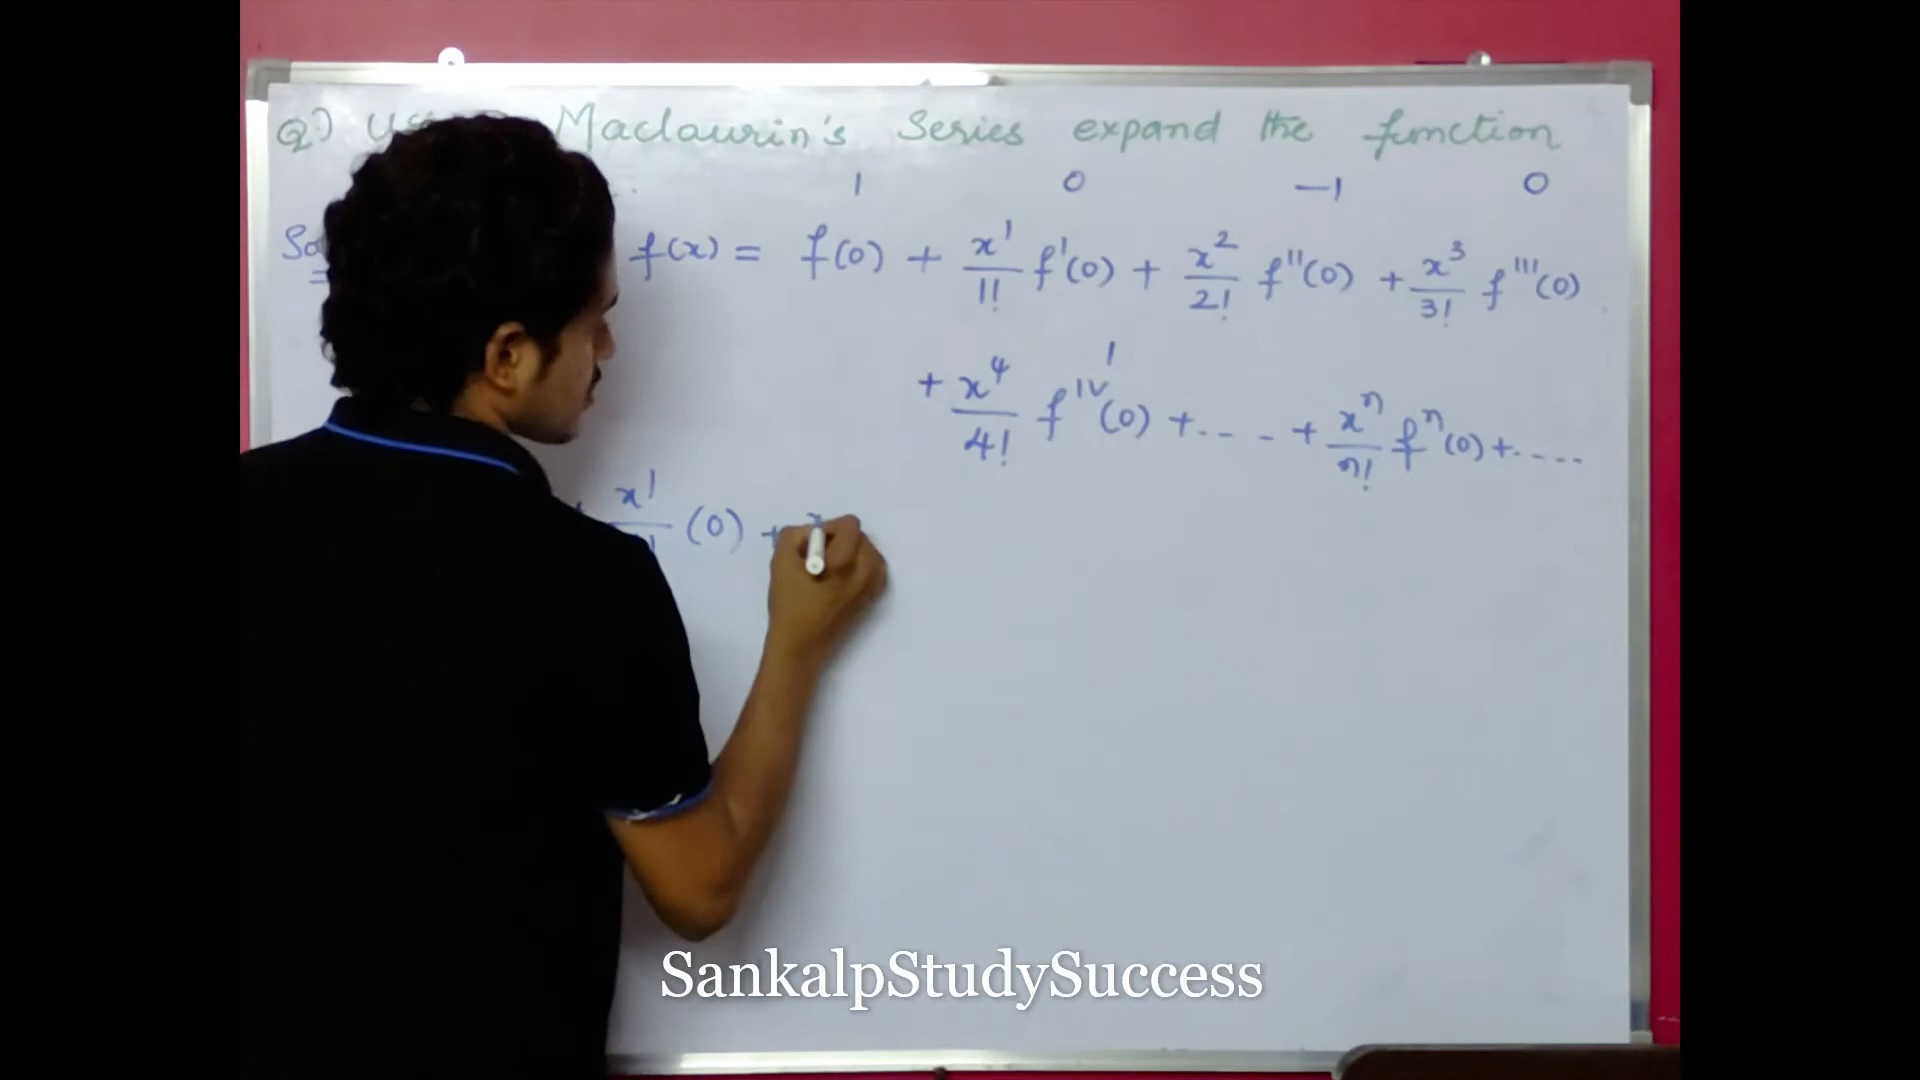 Q) Maclaurin's Series expand the function
1 0 -1 0
f(x) = f(0) + x¹/1! f'(0) + x²/2! f''(0) + x³/3! f'''(0)
1
+ x⁴/4! f^IV(0) + .... + xⁿ/n! fⁿ(0) + ....
x¹ (0) +
SankalpStudySuccess